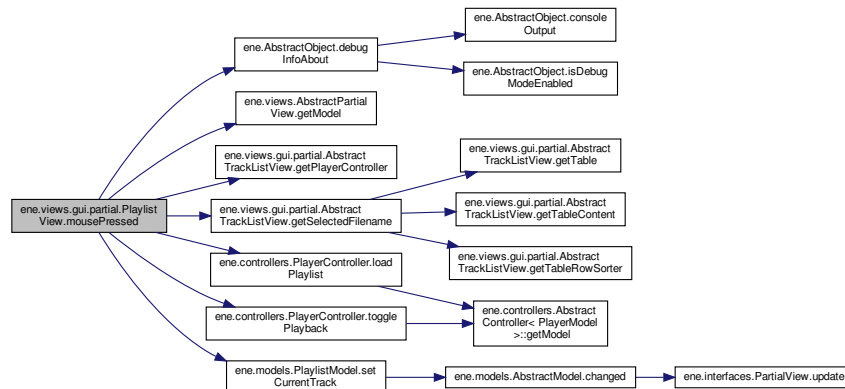 ene.AbstractObject.console
Output
ene.AbstractObject.debug
InfoAbout
ene.AbstractObject.isDebug
ModeEnabled
ene.views.AbstractPartial
View.getModel
ene.views.gui.partial.Abstract
TrackListView.getPlayerController
ene.views.gui.partial.Abstract
TrackListView.getTable
ene.views.gui.partial.Playlist
View.mousePressed
ene.views.gui.partial.Abstract
TrackListView.getSelectedFilename
ene.views.gui.partial.Abstract
TrackListView.getTableContent
ene.views.gui.partial.Abstract
TrackListView.getTableRowSorter
ene.controllers.PlayerController.load
Playlist
ene.controllers.PlayerController.toggle
Playback
ene.controllers.Abstract
Controller< PlayerModel
>::getModel
ene.models.PlaylistModel.set
CurrentTrack
ene.models.AbstractModel.changed
ene.interfaces.PartialView.update